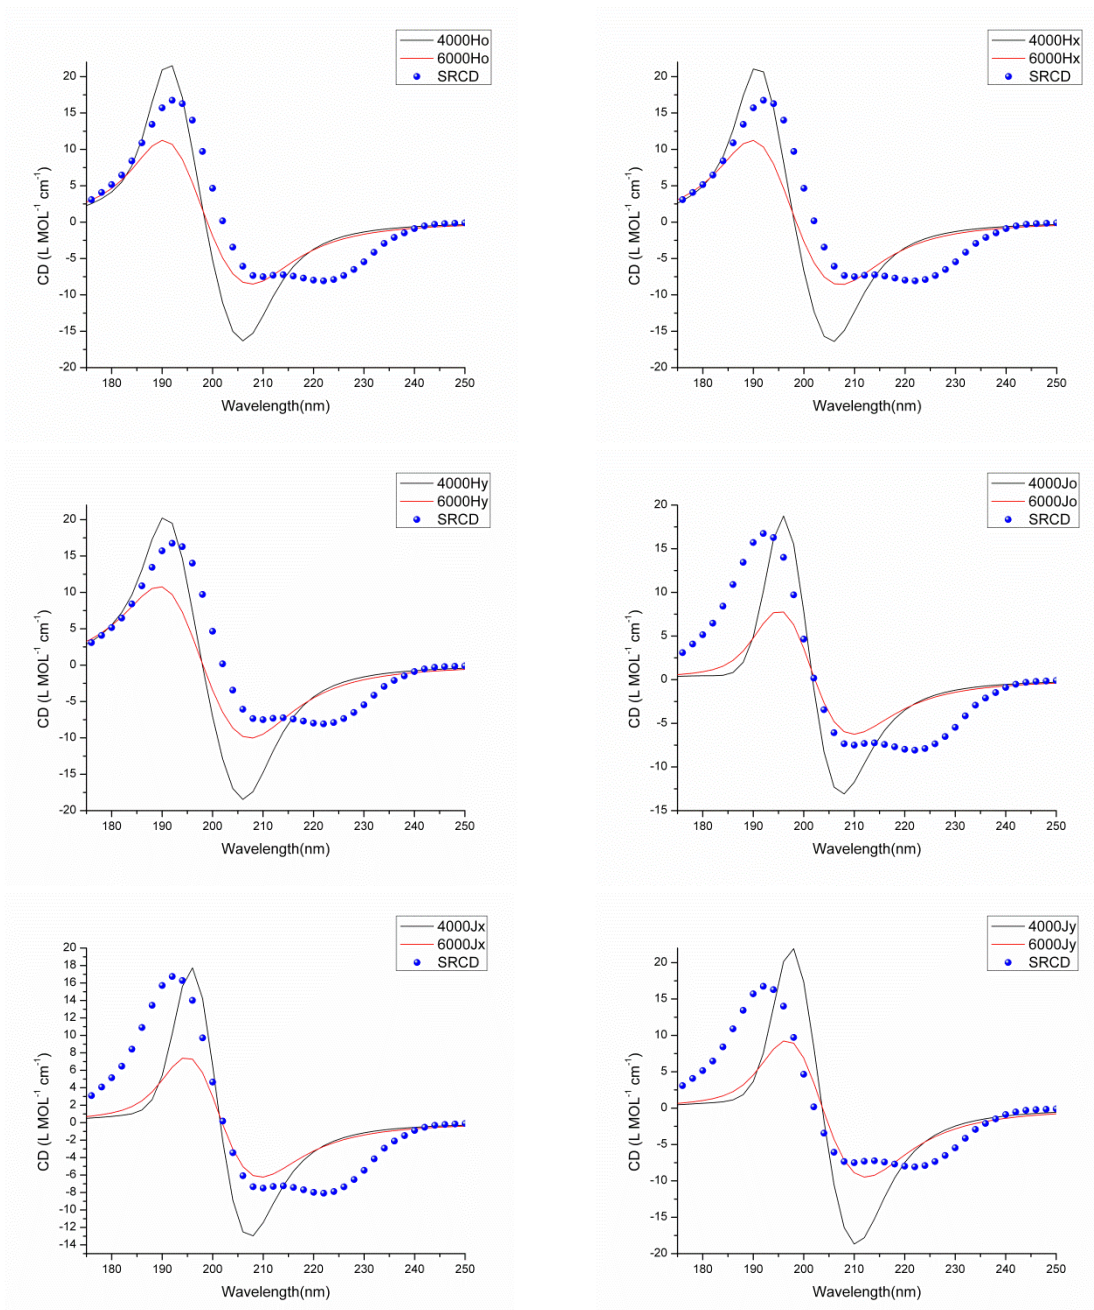 4000Ho
6000Ho
SRCD
20
15
10
5
0
-5
-10
-15
-20
CD (L MOL⁻¹ cm⁻¹)
180 190 200 210 220 230 240 250
Wavelength(nm)
4000Hx
6000Hx
SRCD
20
15
10
5
0
-5
-10
-15
-20
CD (L MOL⁻¹ cm⁻¹)
180 190 200 210 220 230 240 250
Wavelength(nm)
4000Hy
6000Hy
SRCD
20
15
10
5
0
-5
-10
-15
-20
CD (L MOL⁻¹ cm⁻¹)
180 190 200 210 220 230 240 250
Wavelength(nm)
4000Jo
6000Jo
SRCD
20
15
10
5
0
-5
-10
-15
CD (L MOL⁻¹ cm⁻¹)
180 190 200 210 220 230 240 250
Wavelength(nm)
4000Jx
6000Jx
SRCD
20
18
16
14
12
10
8
6
4
2
0
-2
-4
-6
-8
-10
-12
-14
CD (L MOL⁻¹ cm⁻¹)
180 190 200 210 220 230 240 250
Wavelength(nm)
4000Jy
6000Jy
SRCD
20
15
10
5
0
-5
-10
-15
-20
CD (L MOL⁻¹ cm⁻¹)
180 190 200 210 220 230 240 250
Wavelength(nm)